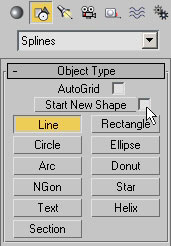 Splines
- Object Type
AutoGrid
Start New Shape
Line Rectangle
Circle Ellipse
Arc Donut
NGon Star
Text Helix
Section